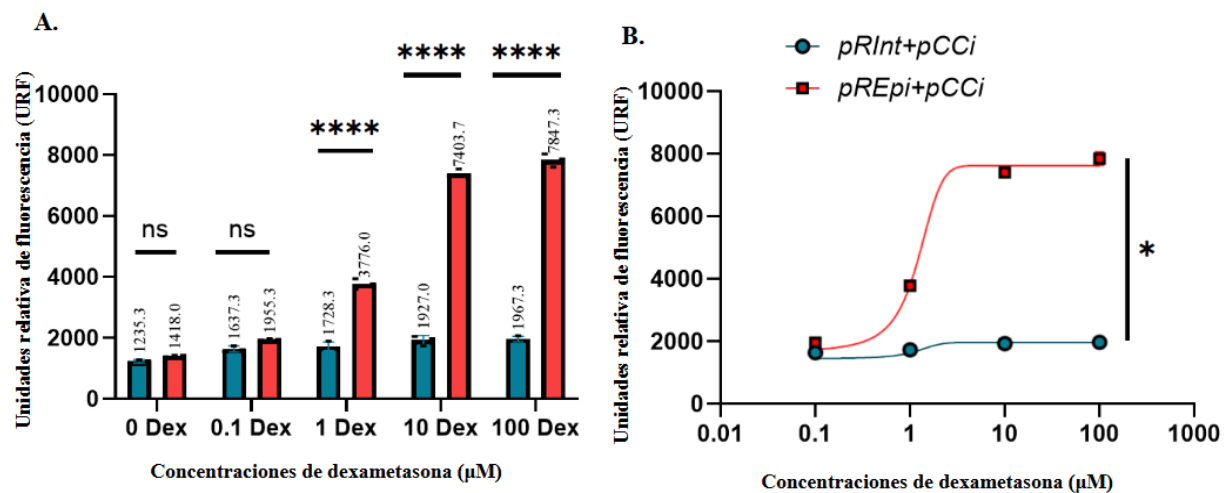 A.
Unidades relativa de fluorescencia (URF)
10000
8000
6000
4000
2000
0
ns
ns
****
****
****
1235.3
1418.0
1637.3
1955.3
1728.3
3776.0
1927.0
7403.7
1967.3
7847.3
0 Dex
0.1 Dex
1 Dex
10 Dex
100 Dex
Concentraciones de dexametasona (µM)
B.
pRInt+pCCi
pREpi+pCCi
Unidades relativa de fluorescencia (URF)
10000
8000
6000
4000
2000
0
*
0.01
0.1
1
10
100
1000
Concentraciones de dexametasona (µM)